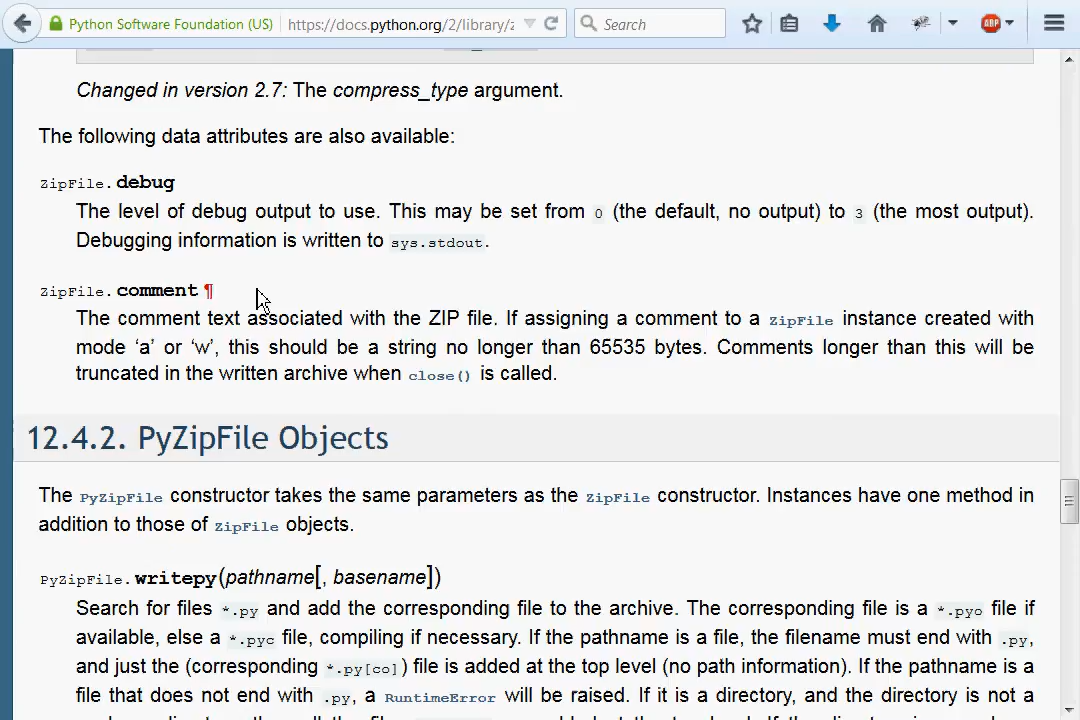 Python Software Foundation (US) https://docs.python.org/2/library/z Search ABP
Changed in version 2.7: The compress_type argument.
The following data attributes are also available:
ZipFile.debug
The level of debug output to use. This may be set from 0 (the default, no output) to 3 (the most output).
Debugging information is written to sys.stdout.
ZipFile.comment ¶
The comment text associated with the ZIP file. If assigning a comment to a ZipFile instance created with
mode ‘a’ or ‘w’, this should be a string no longer than 65535 bytes. Comments longer than this will be
truncated in the written archive when close() is called.
12.4.2. PyZipFile Objects
The PyZipFile constructor takes the same parameters as the ZipFile constructor. Instances have one method in
addition to those of ZipFile objects.
PyZipFile.writepy(pathname[, basename])
Search for files *.py and add the corresponding file to the archive. The corresponding file is a *.pyo file if
available, else a *.pyc file, compiling if necessary. If the pathname is a file, the filename must end with .py,
and just the (corresponding *.py[co]) file is added at the top level (no path information). If the pathname is a
file that does not end with .py, a RuntimeError will be raised. If it is a directory, and the directory is not a